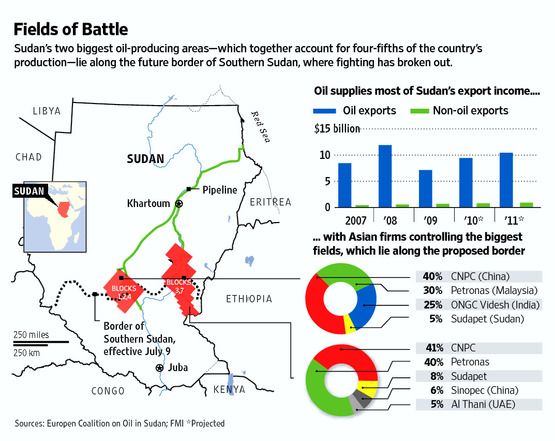 Fields of Battle
Sudan's two biggest oil-producing areas—which together account for four-fifths of the country's
production—lie along the future border of Southern Sudan, where fighting has broken out.
LIBYA
CHAD
SUDAN
Red Sea
SUDAN
Pipeline
Khartoum
ERITREA
BLOCKS
1,2,4
BLOCKS
3,7
ETHIOPIA
Border of
Southern Sudan,
effective July 9
250 miles
250 km
Juba
CONGO
KENYA
Oil supplies most of Sudan's export income....
Oil exports
Non-oil exports
$15 billion
10
5
0
2007
'08
'09
'10☆
'11☆
... with Asian firms controlling the biggest
fields, which lie along the proposed border
40% CNPC (China)
30% Petronas (Malaysia)
25% ONGC Videsh (India)
5% Sudapet (Sudan)
41% CNPC
40% Petronas
8% Sudapet
6% Sinopec (China)
5% Al Thani (UAE)
Sources: Europen Coalition on Oil in Sudan; FMI ☆Projected